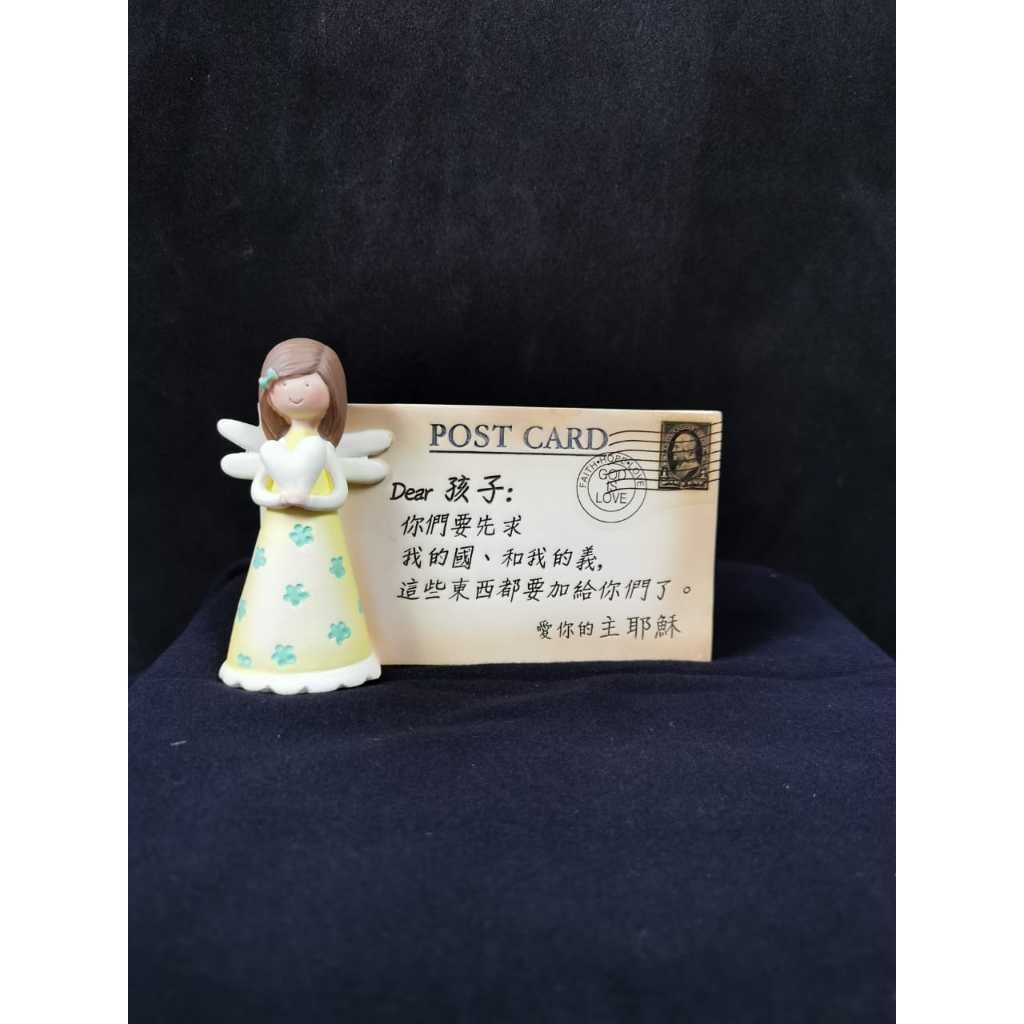 POST CARD
FAITH•HOPE•LOVE
GOD
IS
LOVE
Dear 孩子:
你們要先求
我的國、和我的義,
這些東西都要加給你們了。
愛你的主耶穌